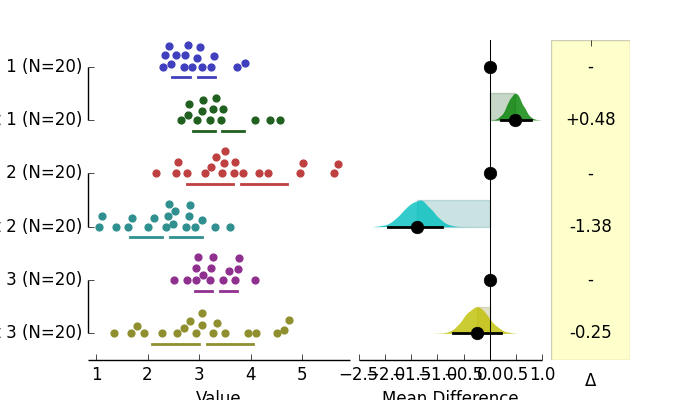 1 (N=20)
-
1 (N=20)
+0.48
2 (N=20)
-
2 (N=20)
-1.38
3 (N=20)
-
3 (N=20)
-0.25
1 2 3 4 5 −2.5 −2.0 −1.5 −1.0 −0.5 0.0 0.5 1.0
Value Mean Difference Δ